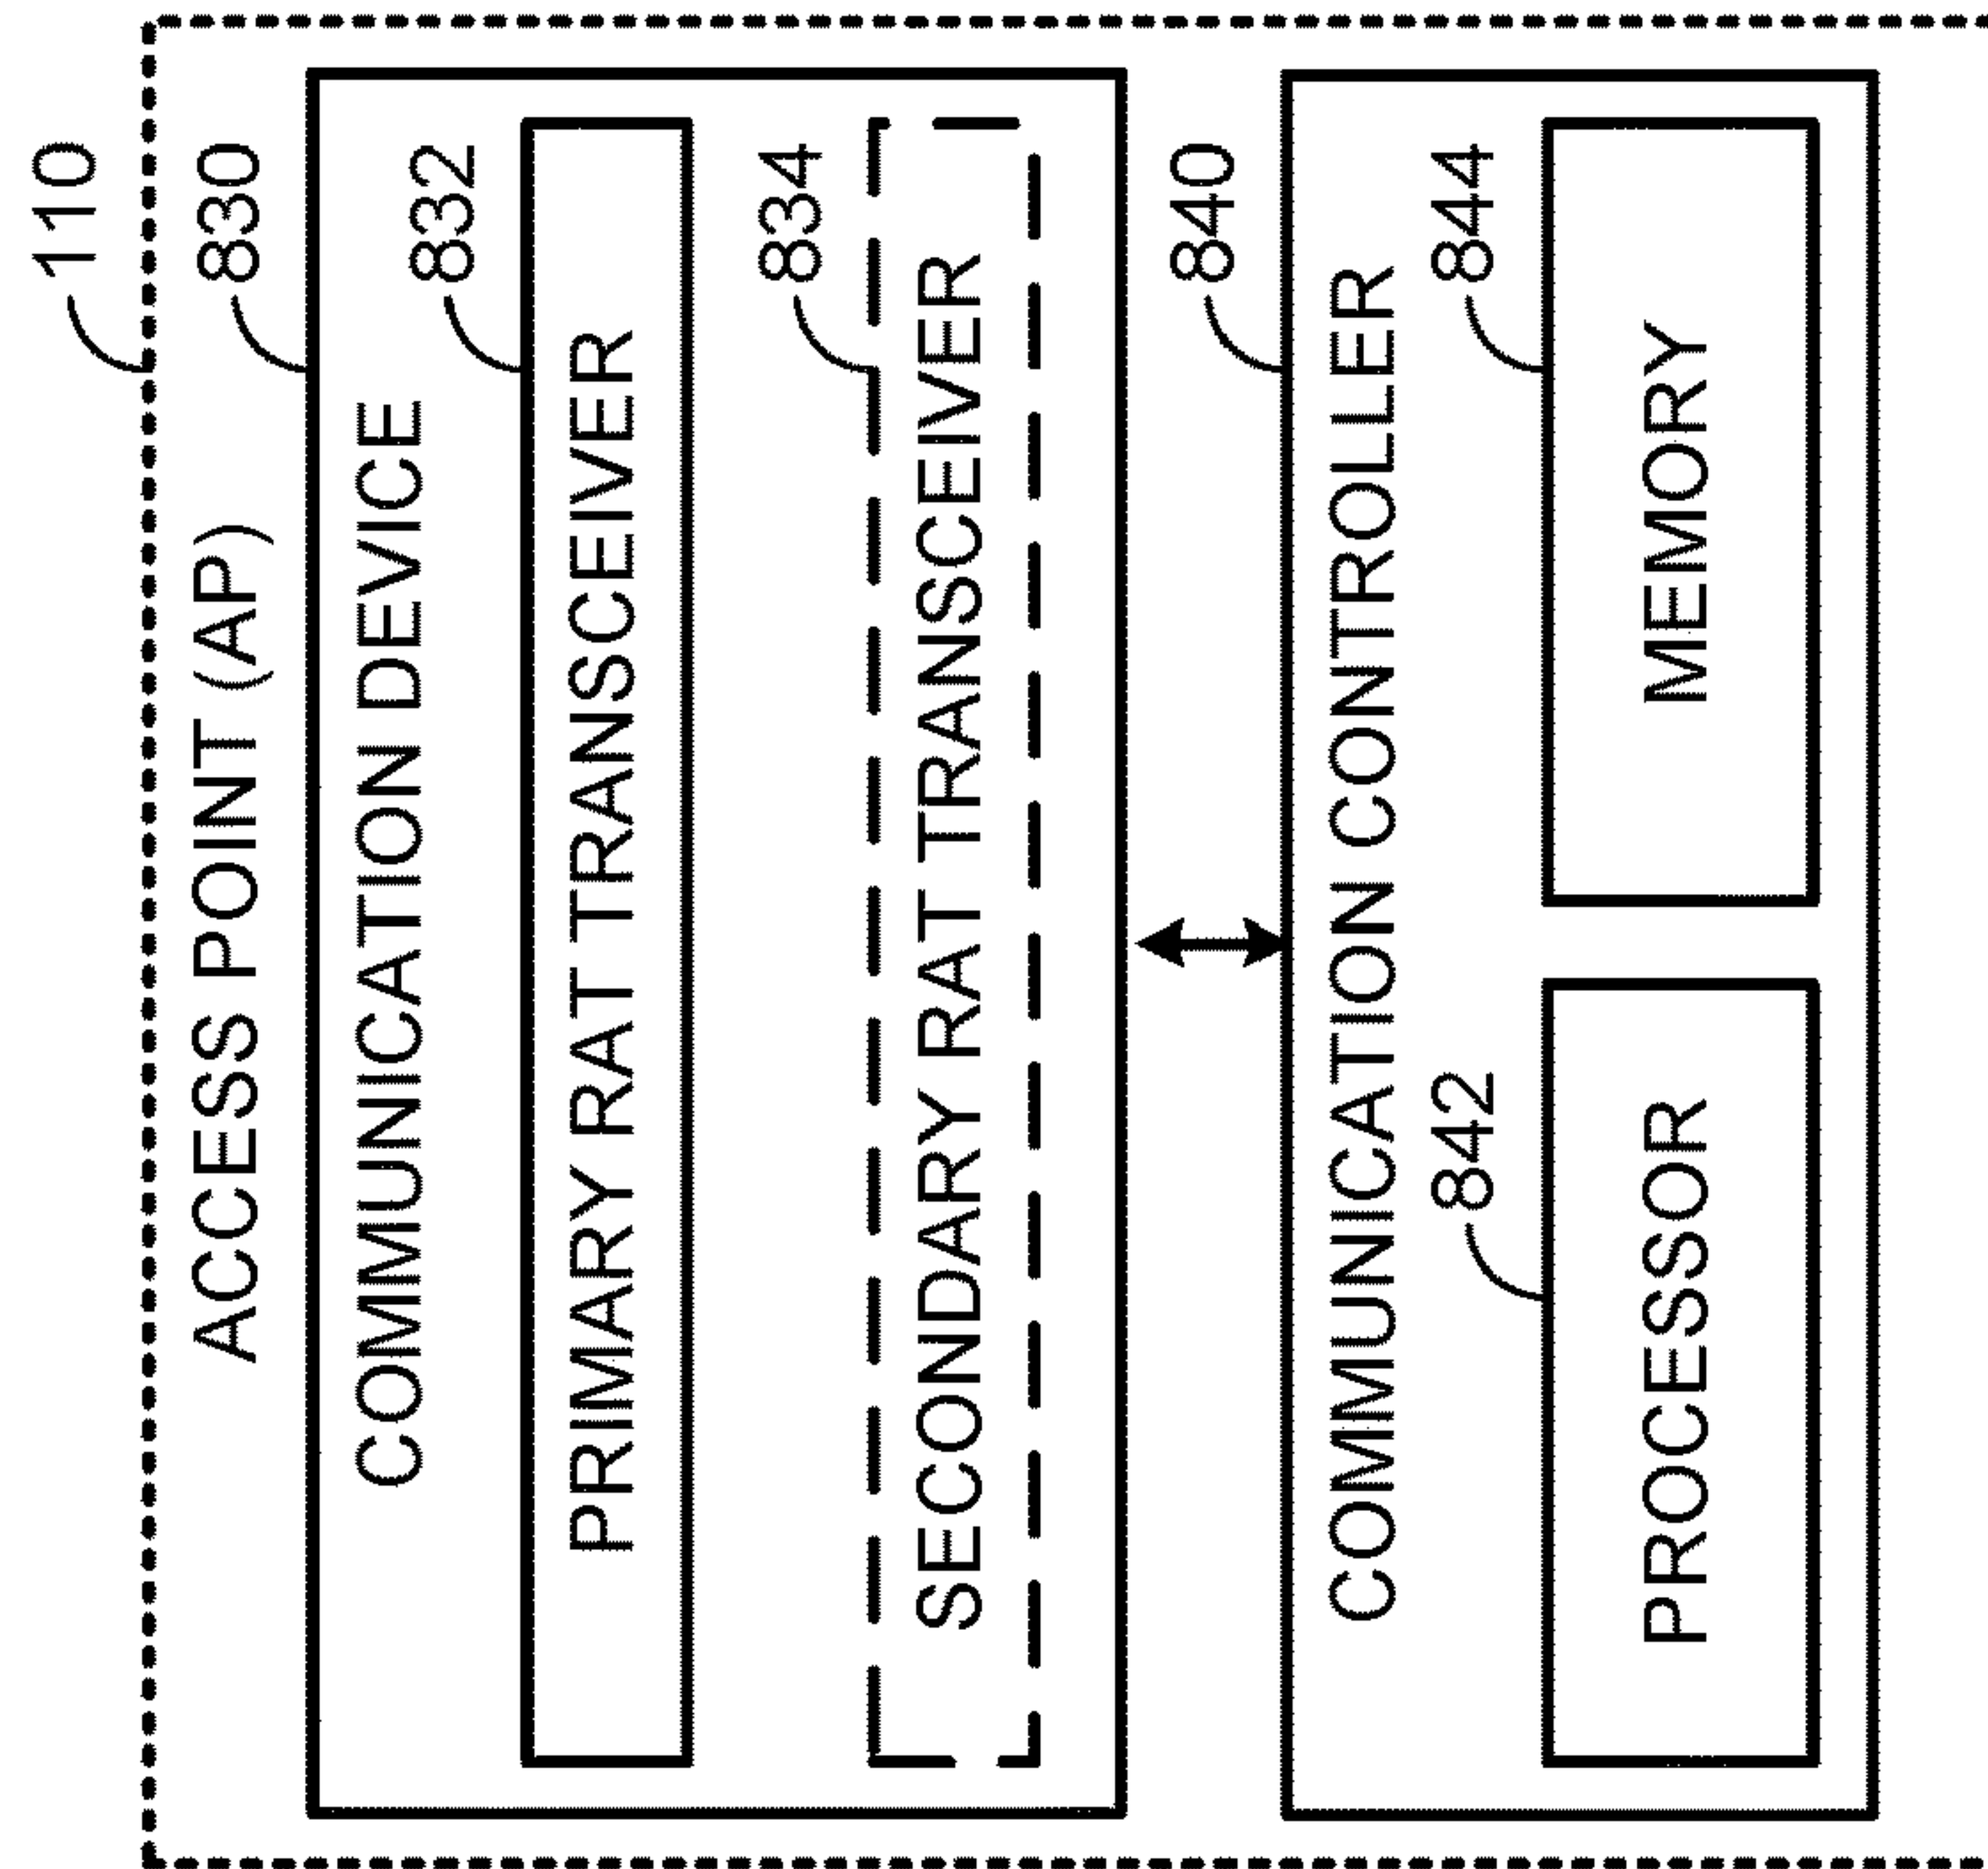 110
ACCESS POINT (AP)
830
COMMUNICATION DEVICE
832
PRIMARY RAT TRANSCEIVER
834
SECONDARY RAT TRANSCEIVER
840
COMMUNICATION CONTROLLER
842
844
PROCESSOR
MEMORY